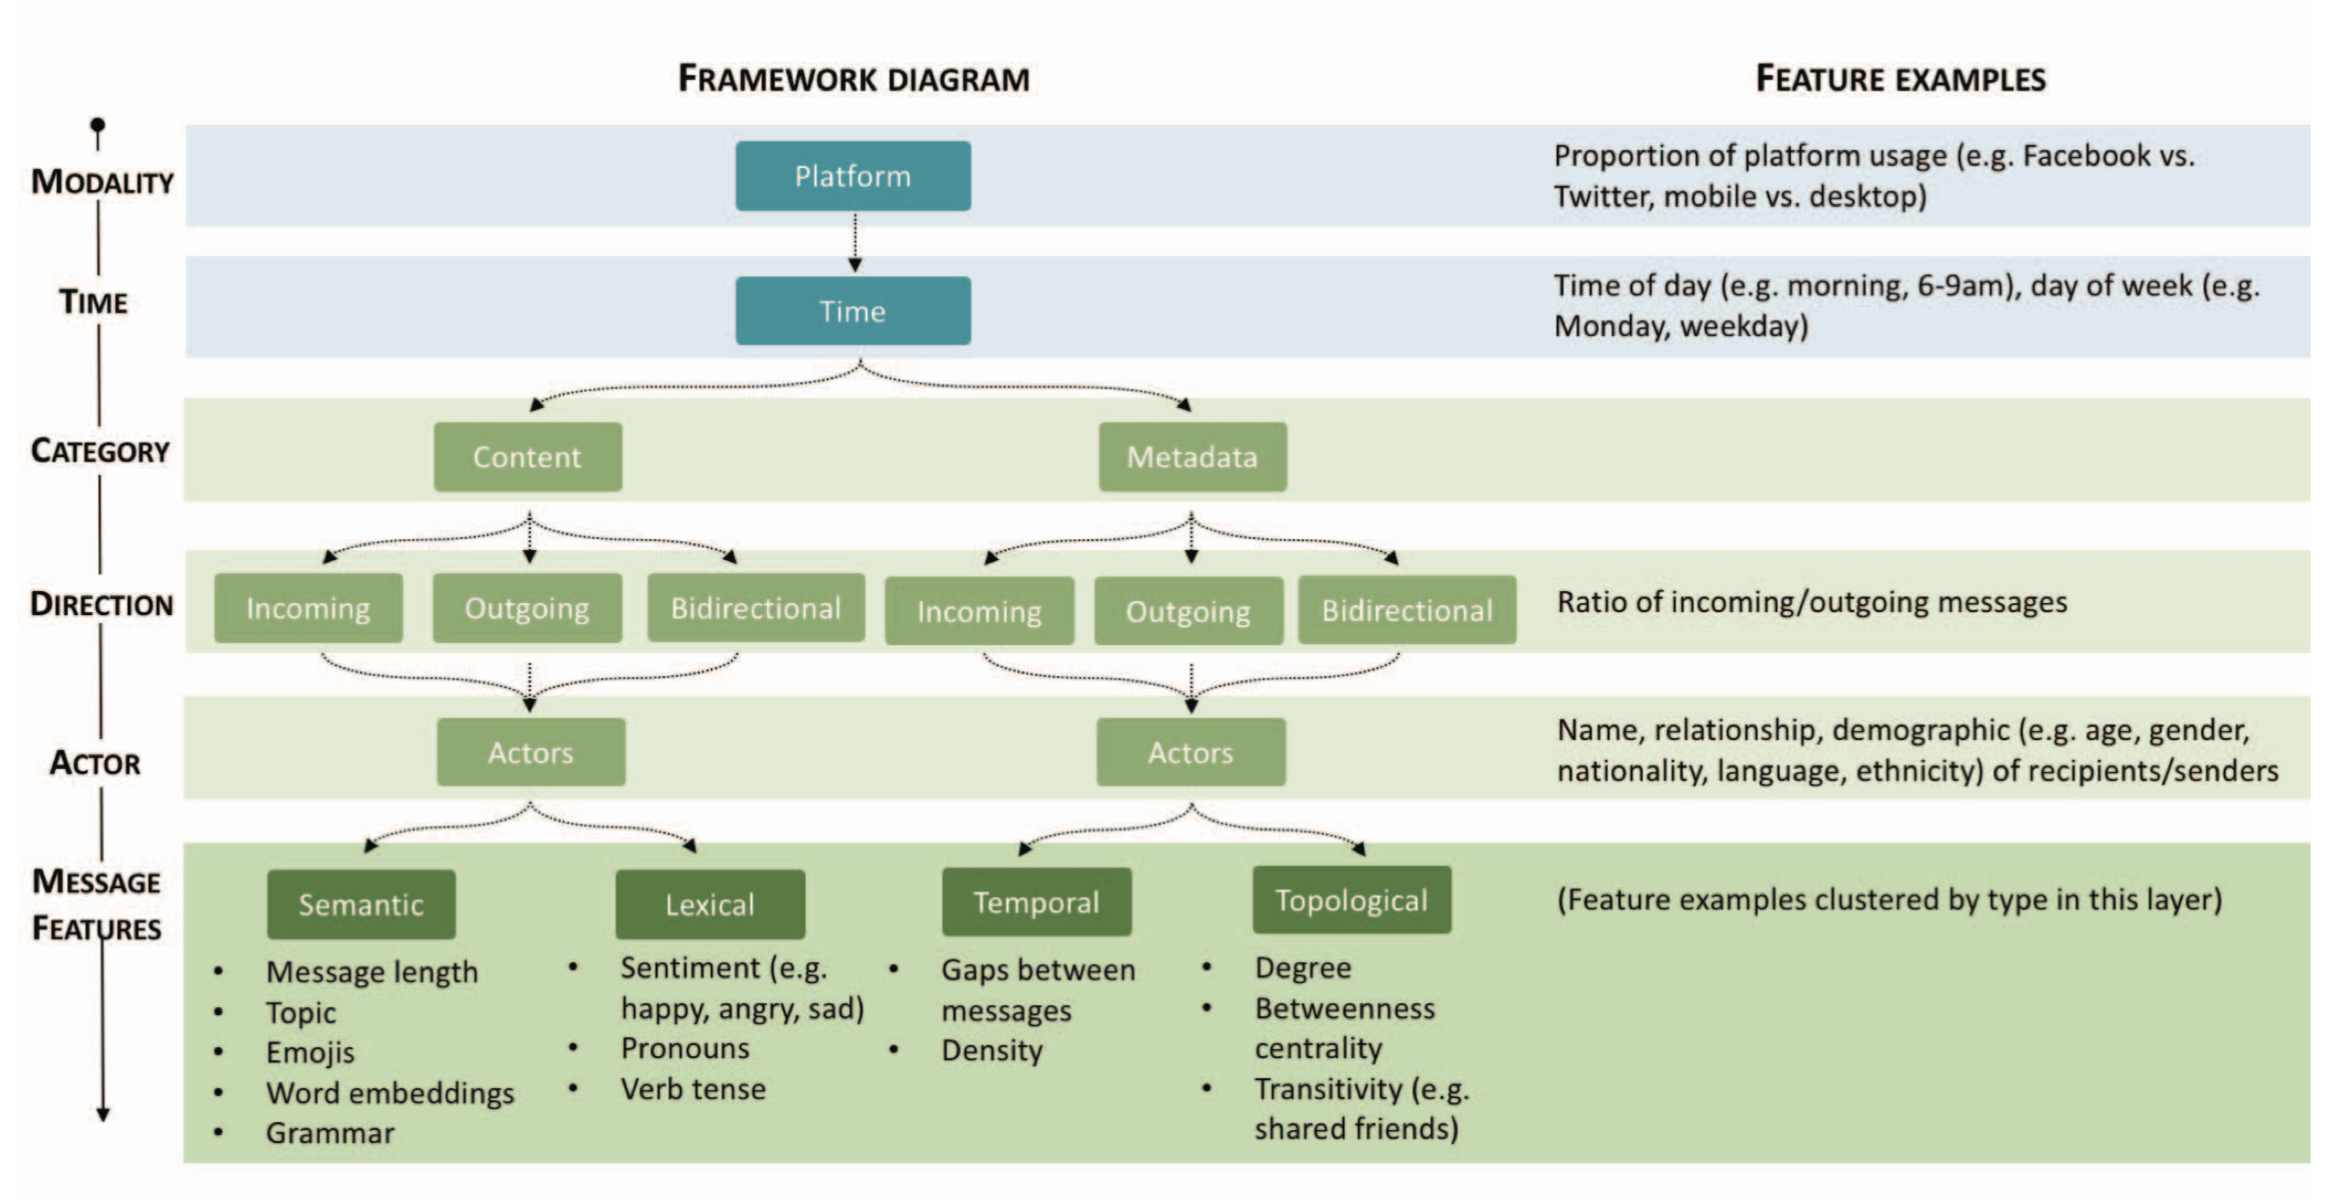 FRAMEWORK DIAGRAM
FEATURE EXAMPLES
MODALITY
Platform
Proportion of platform usage (e.g. Facebook vs.
Twitter, mobile vs. desktop)
TIME
Time
Time of day (e.g. morning, 6-9am), day of week (e.g.
Monday, weekday)
CATEGORY
Content
Metadata
DIRECTION
Incoming
Outgoing
Bidirectional
Incoming
Outgoing
Bidirectional
Ratio of incoming/outgoing messages
ACTOR
Actors
Actors
Name, relationship, demographic (e.g. age, gender,
nationality, language, ethnicity) of recipients/senders
MESSAGE
FEATURES
Semantic
• Message length
• Topic
• Emojis
• Word embeddings
• Grammar
Lexical
• Sentiment (e.g.
happy, angry, sad)
• Pronouns
• Verb tense
Temporal
• Gaps between
messages
• Density
Topological
• Degree
• Betweenness
centrality
• Transitivity (e.g.
shared friends)
(Feature examples clustered by type in this layer)